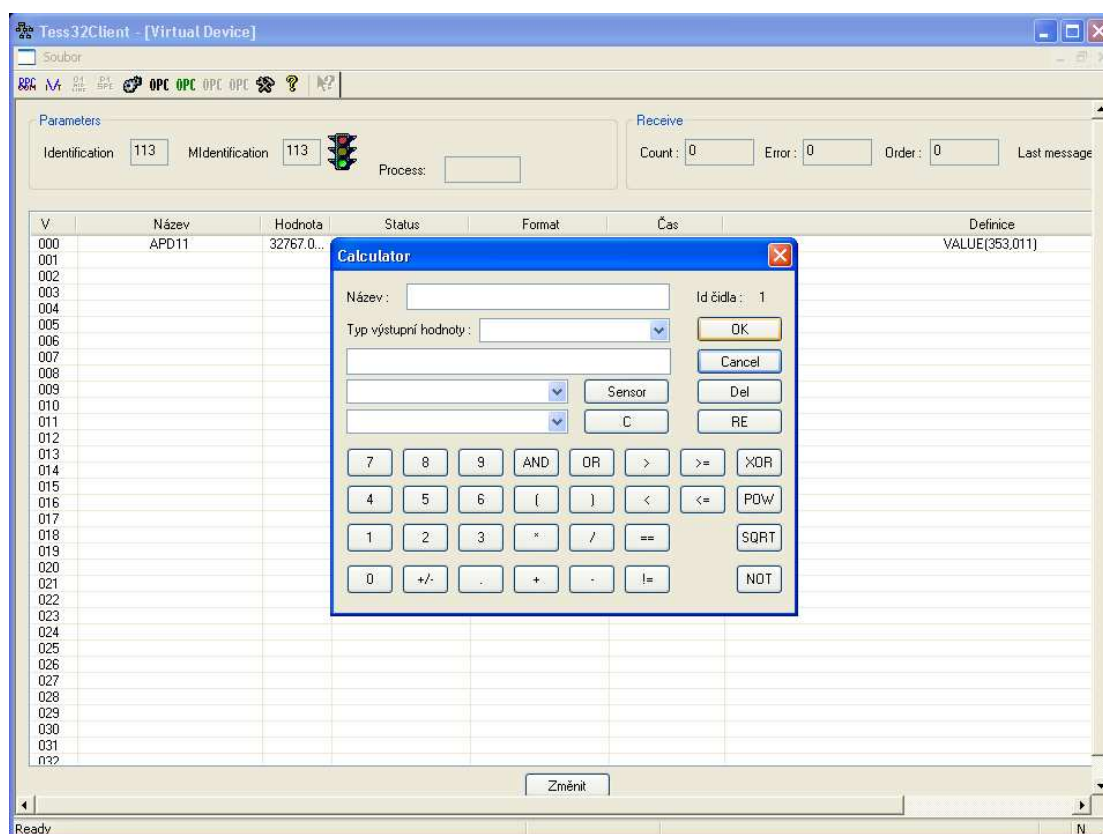 Tess32Client - [Virtual Device]
Soubor
OPC OPC OPC OPC
Parameters
Identification 113 MIdentification 113 Process:
Receive
Count : 0 Error : 0 Order : 0 Last message
V Název Hodnota Status Format Čas Definice
000 APD11 32767.0... VALUE(353,011)
001
002
003
004
005
006
007
008
009
010
011
012
013
014
015
016
017
018
019
020
021
022
023
024
025
026
027
028
029
030
031
032
Calculator
Název : Id čidla : 1
Typ výstupní hodnoty : OK
Cancel
Sensor Del
C RE
7 8 9 AND OR > >= XOR
4 5 6 ( ) < <= POW
1 2 3 * / == SQRT
0 +/- . + - != NOT
Změnit
Ready N